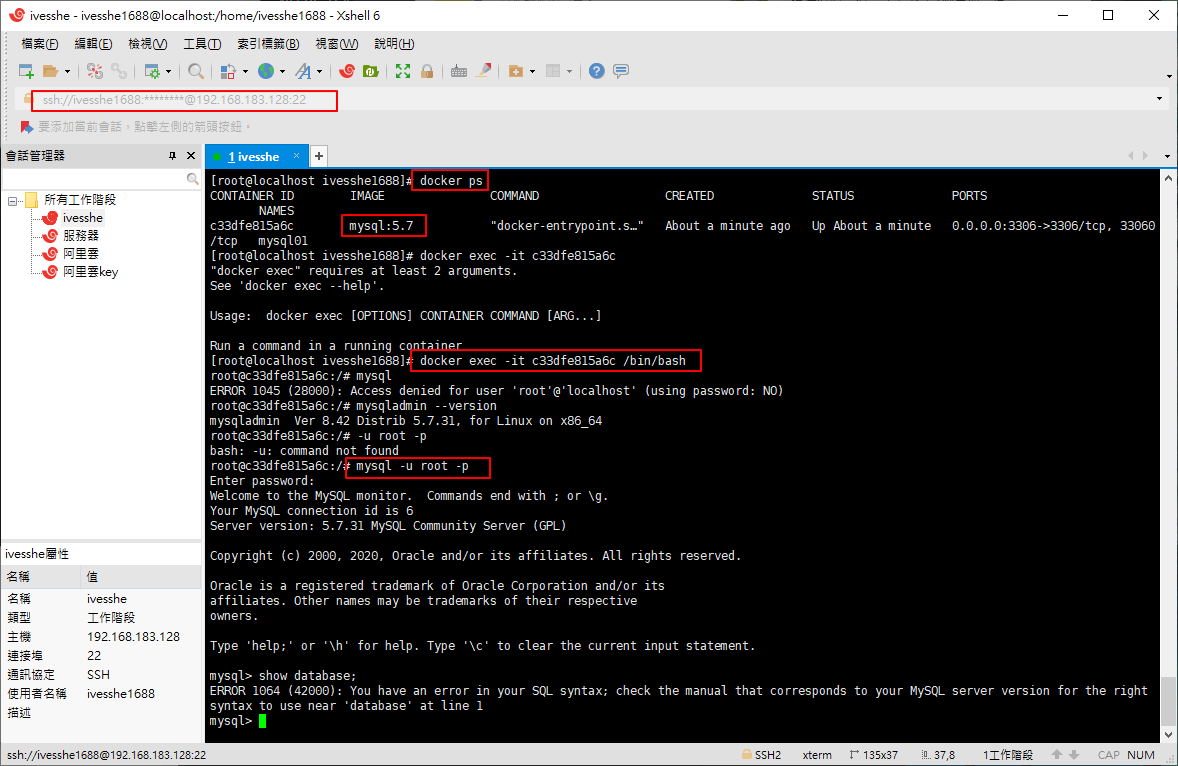 ivesshe - ivesshe1688@localhost:/home/ivesshe1688 - Xshell 6
檔案(F) 編輯(E) 檢視(V) 工具(T) 索引標籤(B) 視窗(W) 說明(H)
ssh://ivesshe1688:********@192.168.183.128:22
要添加當前會話，點擊左側的箭頭按鈕。
會話管理器
1 ivesshe
所有工作階段
ivesshe
服務器
阿里雲
阿里雲key
ivesshe屬性
名稱 值
名稱 ivesshe
類型 工作階段
主機 192.168.183.128
連接埠 22
通訊協定 SSH
使用者名稱 ivesshe1688
描述
[root@localhost ivesshe1688]# docker ps
CONTAINER ID IMAGE COMMAND CREATED STATUS PORTS
NAMES
c33dfe815a6c mysql:5.7 "docker-entrypoint.s…" About a minute ago Up About a minute 0.0.0.0:3306->3306/tcp, 33060
/tcp mysql01
[root@localhost ivesshe1688]# docker exec -it c33dfe815a6c
"docker exec" requires at least 2 arguments.
See 'docker exec --help'.
Usage: docker exec [OPTIONS] CONTAINER COMMAND [ARG...]
Run a command in a running container
[root@localhost ivesshe1688]# docker exec -it c33dfe815a6c /bin/bash
root@c33dfe815a6c:/# mysql
ERROR 1045 (28000): Access denied for user 'root'@'localhost' (using password: NO)
root@c33dfe815a6c:/# mysqladmin --version
mysqladmin Ver 8.42 Distrib 5.7.31, for Linux on x86_64
root@c33dfe815a6c:/# -u root -p
bash: -u: command not found
root@c33dfe815a6c:/# mysql -u root -p
Enter password:
Welcome to the MySQL monitor. Commands end with ; or \g.
Your MySQL connection id is 6
Server version: 5.7.31 MySQL Community Server (GPL)
Copyright (c) 2000, 2020, Oracle and/or its affiliates. All rights reserved.
Oracle is a registered trademark of Oracle Corporation and/or its
affiliates. Other names may be trademarks of their respective
owners.
Type 'help;' or '\h' for help. Type '\c' to clear the current input statement.
mysql> show database;
ERROR 1064 (42000): You have an error in your SQL syntax; check the manual that corresponds to your MySQL server version for the right
syntax to use near 'database' at line 1
mysql>
ssh://ivesshe1688@192.168.183.128:22 SSH2 xterm 135x37 37,8 1工作階段 CAP NUM